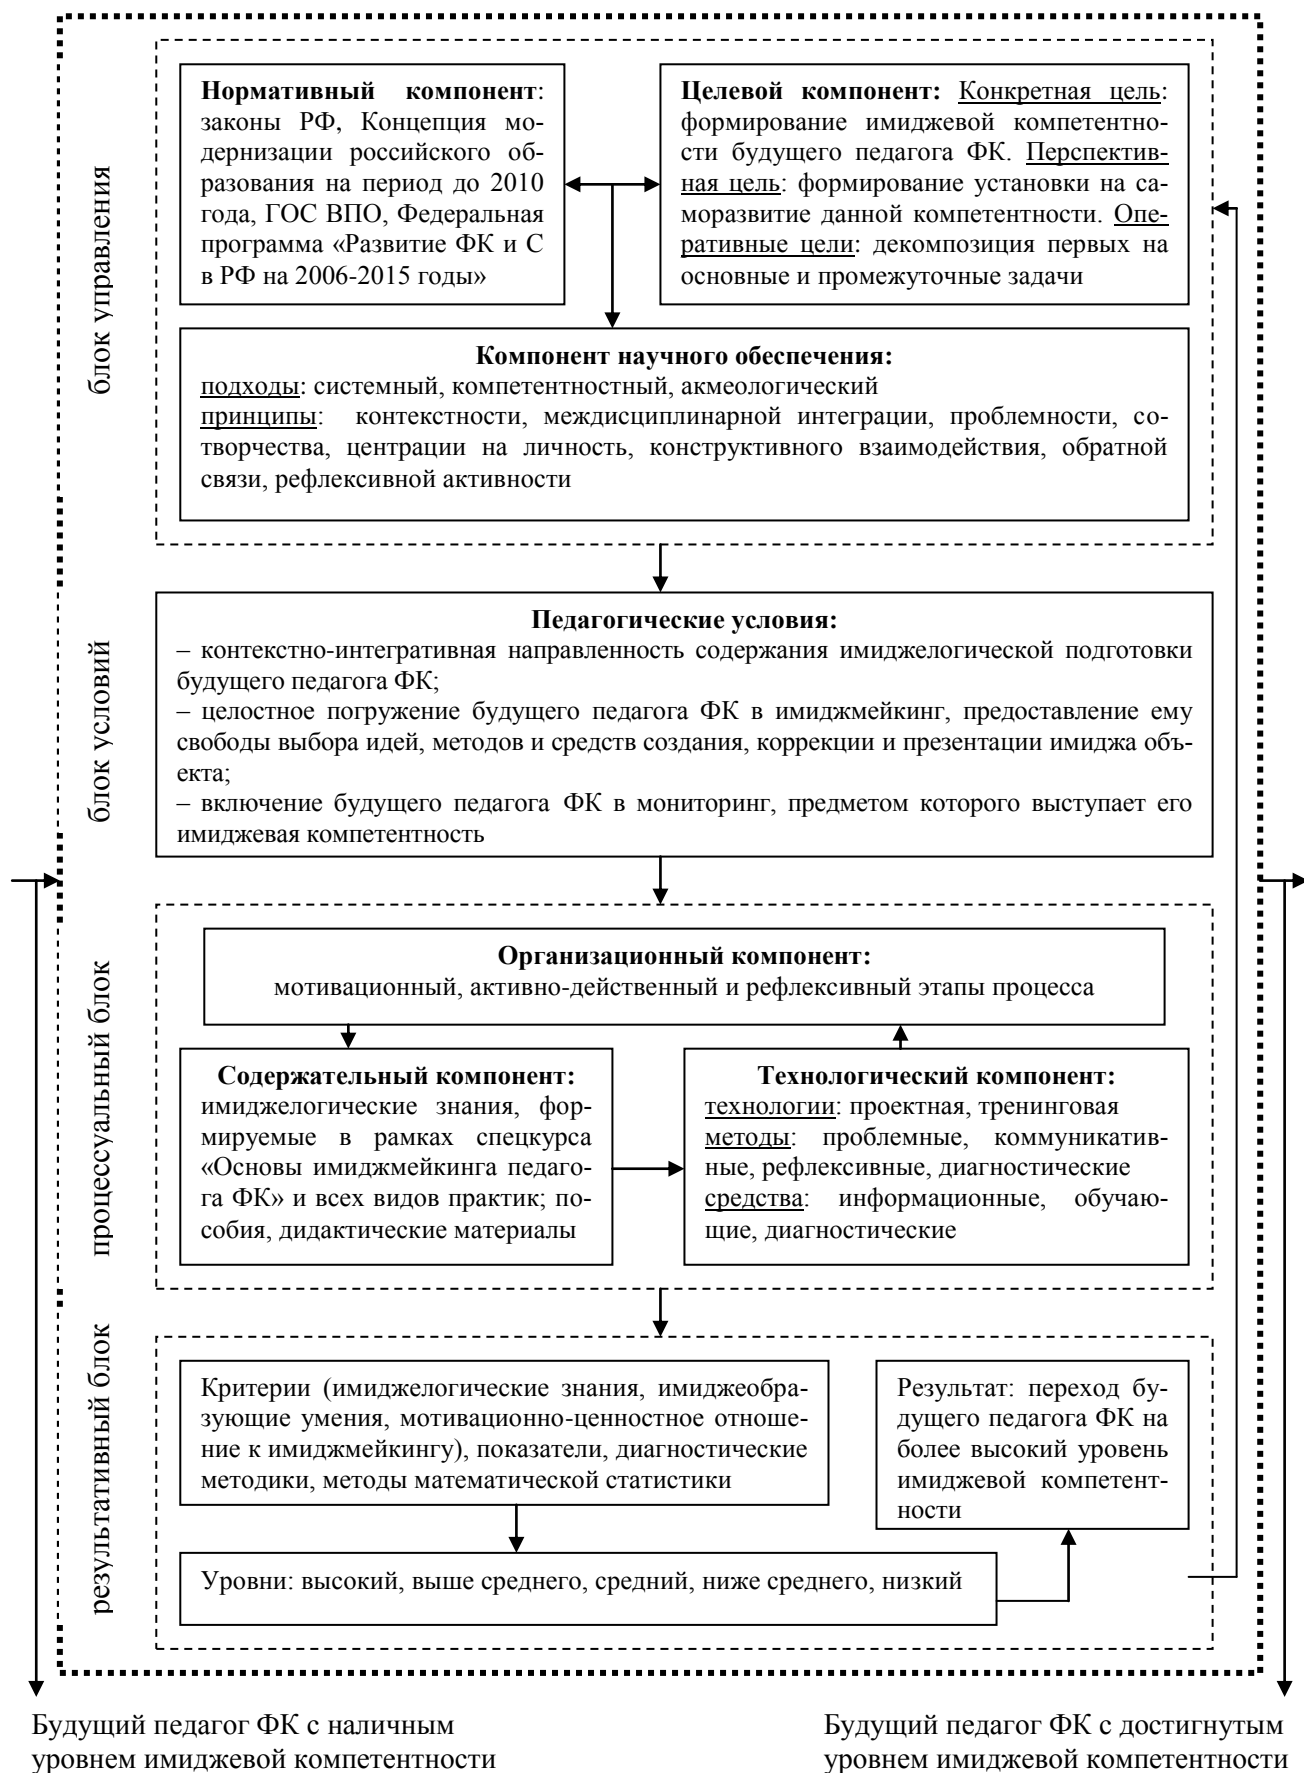 блок управления
Нормативный компонент:
законы РФ, Концепция мо-
дернизации российского об-
разования на период до 2010
года, ГОС ВПО, Федеральная
программа «Развитие ФК и С
в РФ на 2006-2015 годы»
Целевой компонент: Конкретная цель:
формирование имиджевой компетентно-
сти будущего педагога ФК. Перспектив-
ная цель: формирование установки на са-
моразвитие данной компетентности. Опе-
ративные цели: декомпозиция первых на
основные и промежуточные задачи
Компонент научного обеспечения:
подходы: системный, компетентностный, акмеологический
принципы: контекстности, междисциплинарной интеграции, проблемности, со-
творчества, центрации на личность, конструктивного взаимодействия, обратной
связи, рефлексивной активности
блок условий
Педагогические условия:
– контекстно-интегративная направленность содержания имиджелогической подготовки
будущего педагога ФК;
– целостное погружение будущего педагога ФК в имиджмейкинг, предоставление ему
свободы выбора идей, методов и средств создания, коррекции и презентации имиджа объ-
екта;
– включение будущего педагога ФК в мониторинг, предметом которого выступает его
имиджевая компетентность
процессуальный блок
Организационный компонент:
мотивационный, активно-действенный и рефлексивный этапы процесса
Содержательный компонент:
имиджелогические знания, фор-
мируемые в рамках спецкурса
«Основы имиджмейкинга педаго-
га ФК» и всех видов практик; по-
собия, дидактические материалы
Технологический компонент:
технологии: проектная, тренинговая
методы: проблемные, коммуникатив-
ные, рефлексивные, диагностические
средства: информационные, обучаю-
щие, диагностические
результативный блок
Критерии (имиджелогические знания, имиджеобра-
зующие умения, мотивационно-ценностное отноше-
ние к имиджмейкингу), показатели, диагностические
методики, методы математической статистики
Результат: переход бу-
дущего педагога ФК на
более высокий уровень
имиджевой компетент-
ности
Уровни: высокий, выше среднего, средний, ниже среднего, низкий
Будущий педагог ФК с наличным
уровнем имиджевой компетентности
Будущий педагог ФК с достигнутым
уровнем имиджевой компетентности